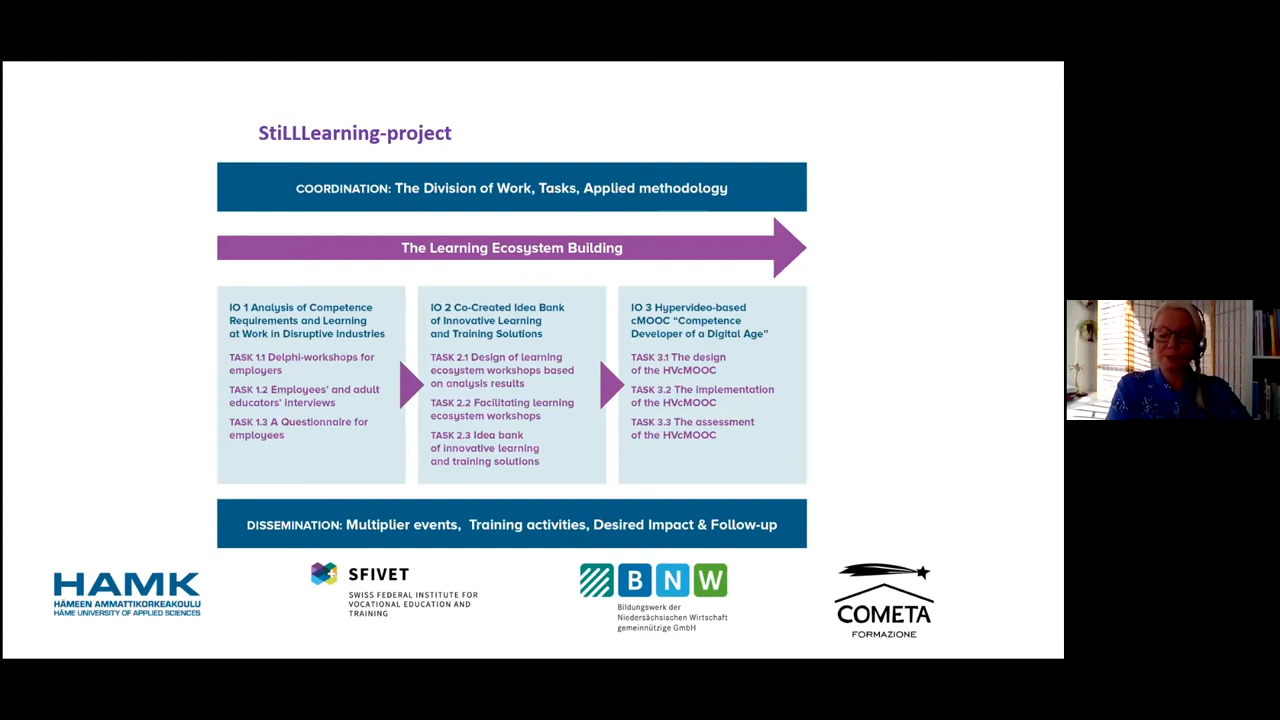 StiLLLearning-project
COORDINATION: The Division of Work, Tasks, Applied methodology
The Learning Ecosystem Building
IO 1 Analysis of Competence
Requirements and Learning
at Work in Disruptive Industries
TASK 1.1 Delphi-workshops for
employers
TASK 1.2 Employees' and adult
educators' interviews
TASK 1.3 A Questionnaire for
employees
IO 2 Co-Created Idea Bank
of Innovative Learning
and Training Solutions
TASK 2.1 Design of learning
ecosystem workshops based
on analysis results
TASK 2.2 Facilitating learning
ecosystem workshops
TASK 2.3 Idea bank
of innovative learning
and training solutions
IO 3 Hypervideo-based
cMOOC “Competence
Developer of a Digital Age”
TASK 3.1 The design
of the HVcMOOC
TASK 3.2 The implementation
of the HVcMOOC
TASK 3.3 The assessment
of the HVcMOOC
DISSEMINATION: Multiplier events, Training activities, Desired Impact & Follow-up
HAMK
HÄMEEN AMMATTIKORKEAKOULU
HÄME UNIVERSITY OF APPLIED SCIENCES
SFIVET
SWISS FEDERAL INSTITUTE FOR
VOCATIONAL EDUCATION AND
TRAINING
BNW
Bildungswerk der
Niedersächsischen Wirtschaft
gemeinnützige GmbH
COMETA
FORMAZIONE